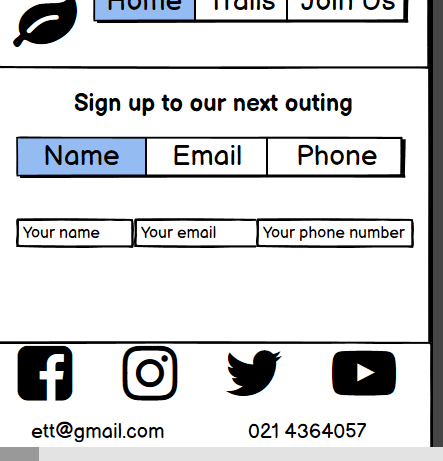 Home Trails Join Us
Sign up to our next outing
Name Email Phone
Your name Your email Your phone number
ett@gmail.com 021 4364057